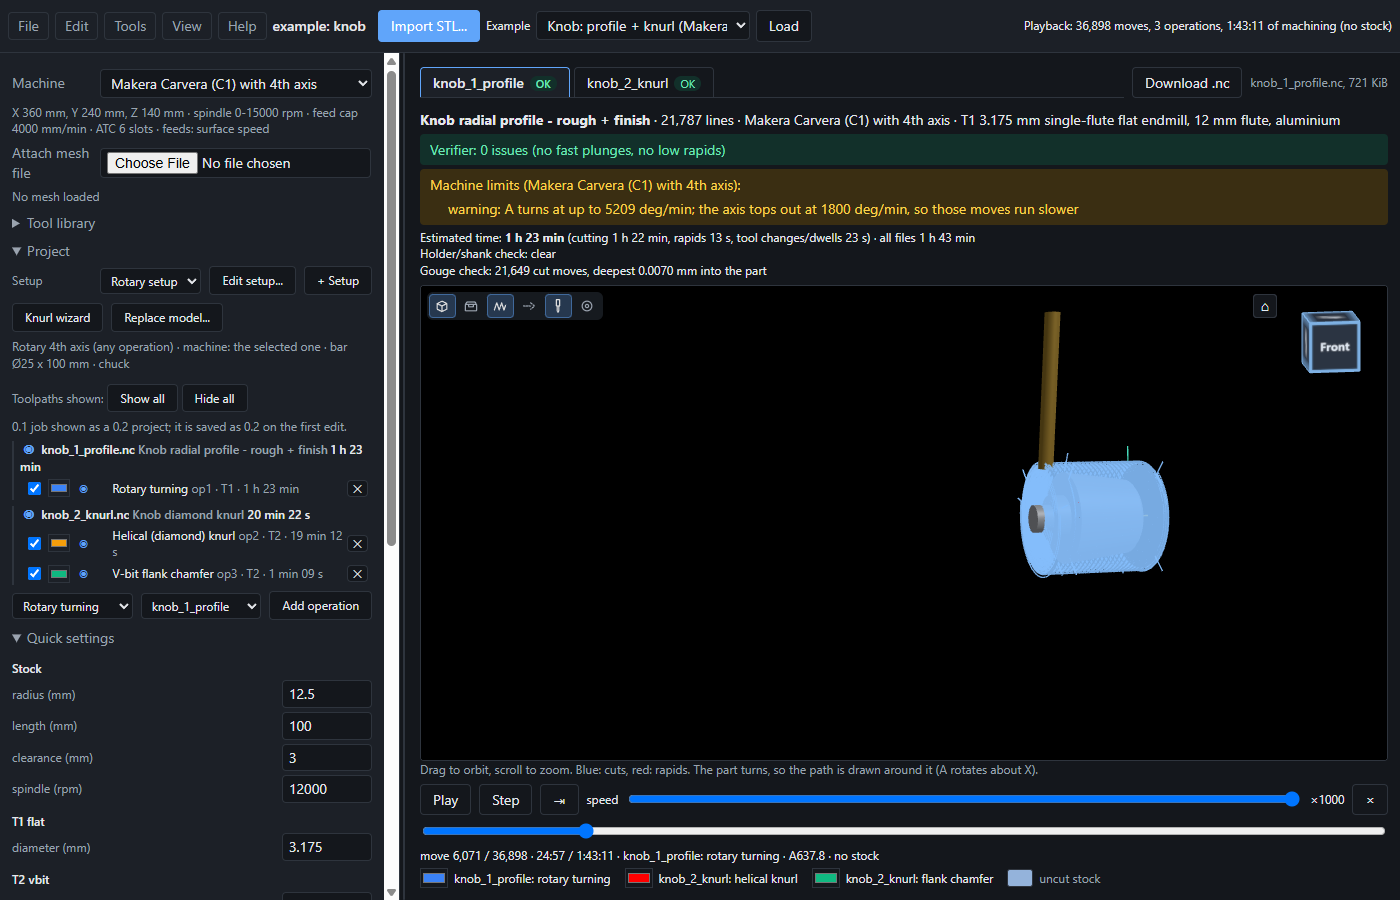 File Edit Tools View Help example: knob Import STL... Example Knob: profile + knurl (Makera Load Playback: 36,898 moves, 3 operations, 1:43:11 of machining (no stock)
Machine Makera Carvera (C1) with 4th axis
X 360 mm, Y 240 mm, Z 140 mm · spindle 0-15000 rpm · feed cap
4000 mm/min · ATC 6 slots · feeds: surface speed
Attach mesh file Choose File No file chosen
No mesh loaded
Tool library
Project
Setup Rotary setup Edit setup... + Setup
Knurl wizard Replace model...
Rotary 4th axis (any operation) · machine: the selected one · bar
Ø25 x 100 mm · chuck
Toolpaths shown: Show all Hide all
0.1 job shown as a 0.2 project; it is saved as 0.2 on the first edit.
knob_1_profile.nc Knob radial profile - rough + finish 1 h 23
min
Rotary turning op1 · T1 · 1 h 23 min ×
knob_2_knurl.nc Knob diamond knurl 20 min 22 s
Helical (diamond) knurl op2 · T2 · 19 min 12
s ×
V-bit flank chamfer op3 · T2 · 1 min 09 s ×
Rotary turning knob_1_profile Add operation
Quick settings
Stock
radius (mm) 12.5
length (mm) 100
clearance (mm) 3
spindle (rpm) 12000
T1 flat
diameter (mm) 3.175
T2 vbit
knob_1_profile OK knob_2_knurl OK Download .nc knob_1_profile.nc, 721 KiB
Knob radial profile - rough + finish · 21,787 lines · Makera Carvera (C1) with 4th axis · T1 3.175 mm single-flute flat endmill, 12 mm flute, aluminium
Verifier: 0 issues (no fast plunges, no low rapids)
Machine limits (Makera Carvera (C1) with 4th axis):
warning: A turns at up to 5209 deg/min; the axis tops out at 1800 deg/min, so those moves run slower
Estimated time: 1 h 23 min (cutting 1 h 22 min, rapids 13 s, tool changes/dwells 23 s) · all files 1 h 43 min
Holder/shank check: clear
Gouge check: 21,649 cut moves, deepest 0.0070 mm into the part
Front
Drag to orbit, scroll to zoom. Blue: cuts, red: rapids. The part turns, so the path is drawn around it (A rotates about X).
Play Step ⇥ speed ×1000 ×
move 6,071 / 36,898 · 24:57 / 1:43:11 · knob_1_profile: rotary turning · A637.8 · no stock
knob_1_profile: rotary turning knob_2_knurl: helical knurl knob_2_knurl: flank chamfer uncut stock